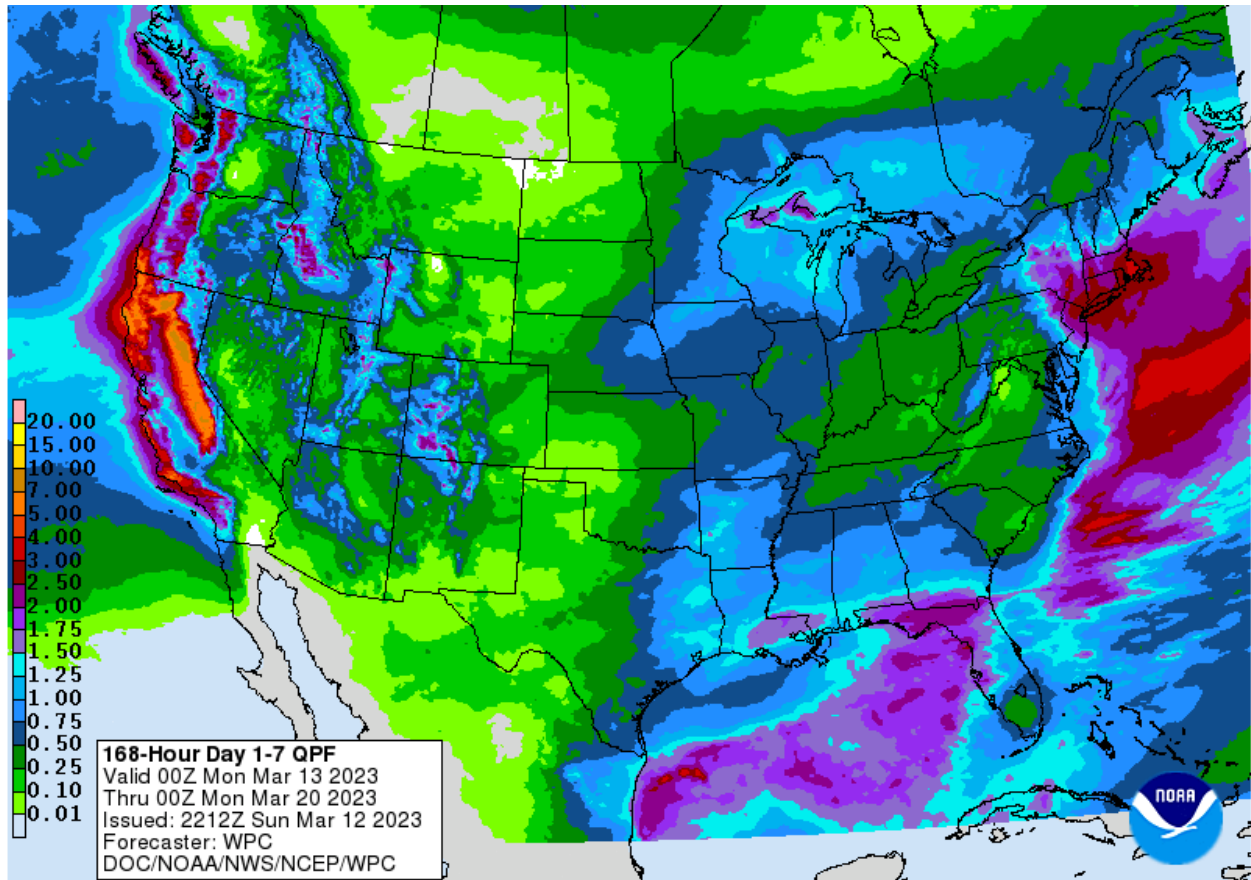 20.00
15.00
10.00
7.00
5.00
4.00
3.00
2.50
2.00
1.75
1.50
1.25
1.00
0.75
0.50
0.25
0.10
0.01
168-Hour Day 1-7 QPF
Valid 00Z Mon Mar 13 2023
Thru 00Z Mon Mar 20 2023
Issued: 2212Z Sun Mar 12 2023
Forecaster: WPC
DOC/NOAA/NWS/NCEP/WPC
NOAA